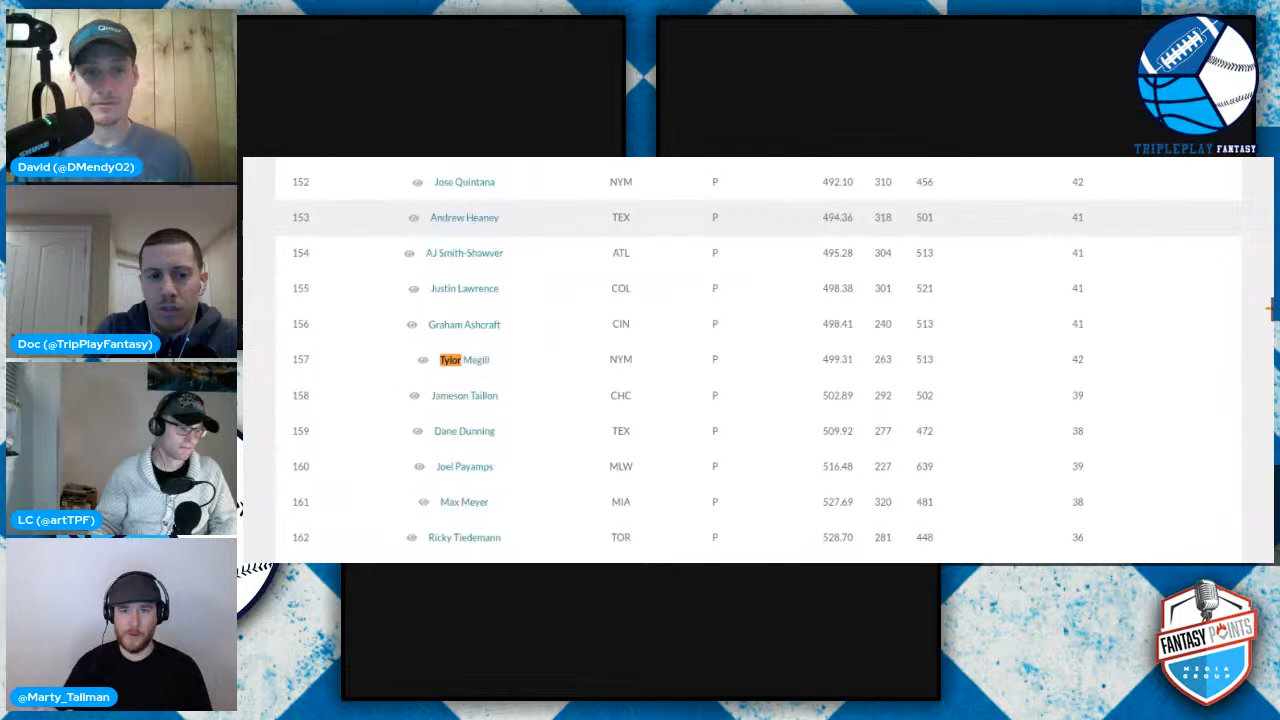 SHURE
David (@DMendy02)
Doc (@TripPlayFantasy)
LC (@artTPF)
@Marty_Tallman
TRIPLEPLAY FANTASY
152 Jose Quintana NYM P 492.10 310 456 42
153 Andrew Heaney TEX P 494.36 318 501 41
154 AJ Smith-Shawver ATL P 495.28 304 513 41
155 Justin Lawrence COL P 498.38 301 521 41
156 Graham Ashcraft CIN P 498.41 240 513 41
157 Tylor Megill NYM P 499.31 263 513 42
158 Jameson Taillon CHC P 502.89 292 502 39
159 Dane Dunning TEX P 509.92 277 472 38
160 Joel Payamps MLW P 516.48 227 639 39
161 Max Meyer MIA P 527.69 320 481 38
162 Ricky Tiedemann TOR P 528.70 281 448 36
FANTASY POINTS
MEDIA
GROUP